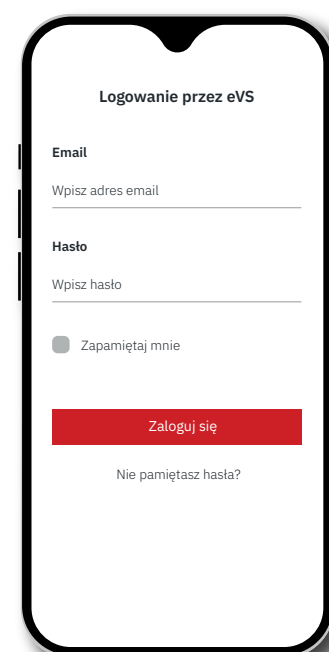 Logowanie przez eVS
Email
Wpisz adres email
Hasło
Wpisz hasło
Zapamiętaj mnie
Zaloguj się
Nie pamiętasz hasła?